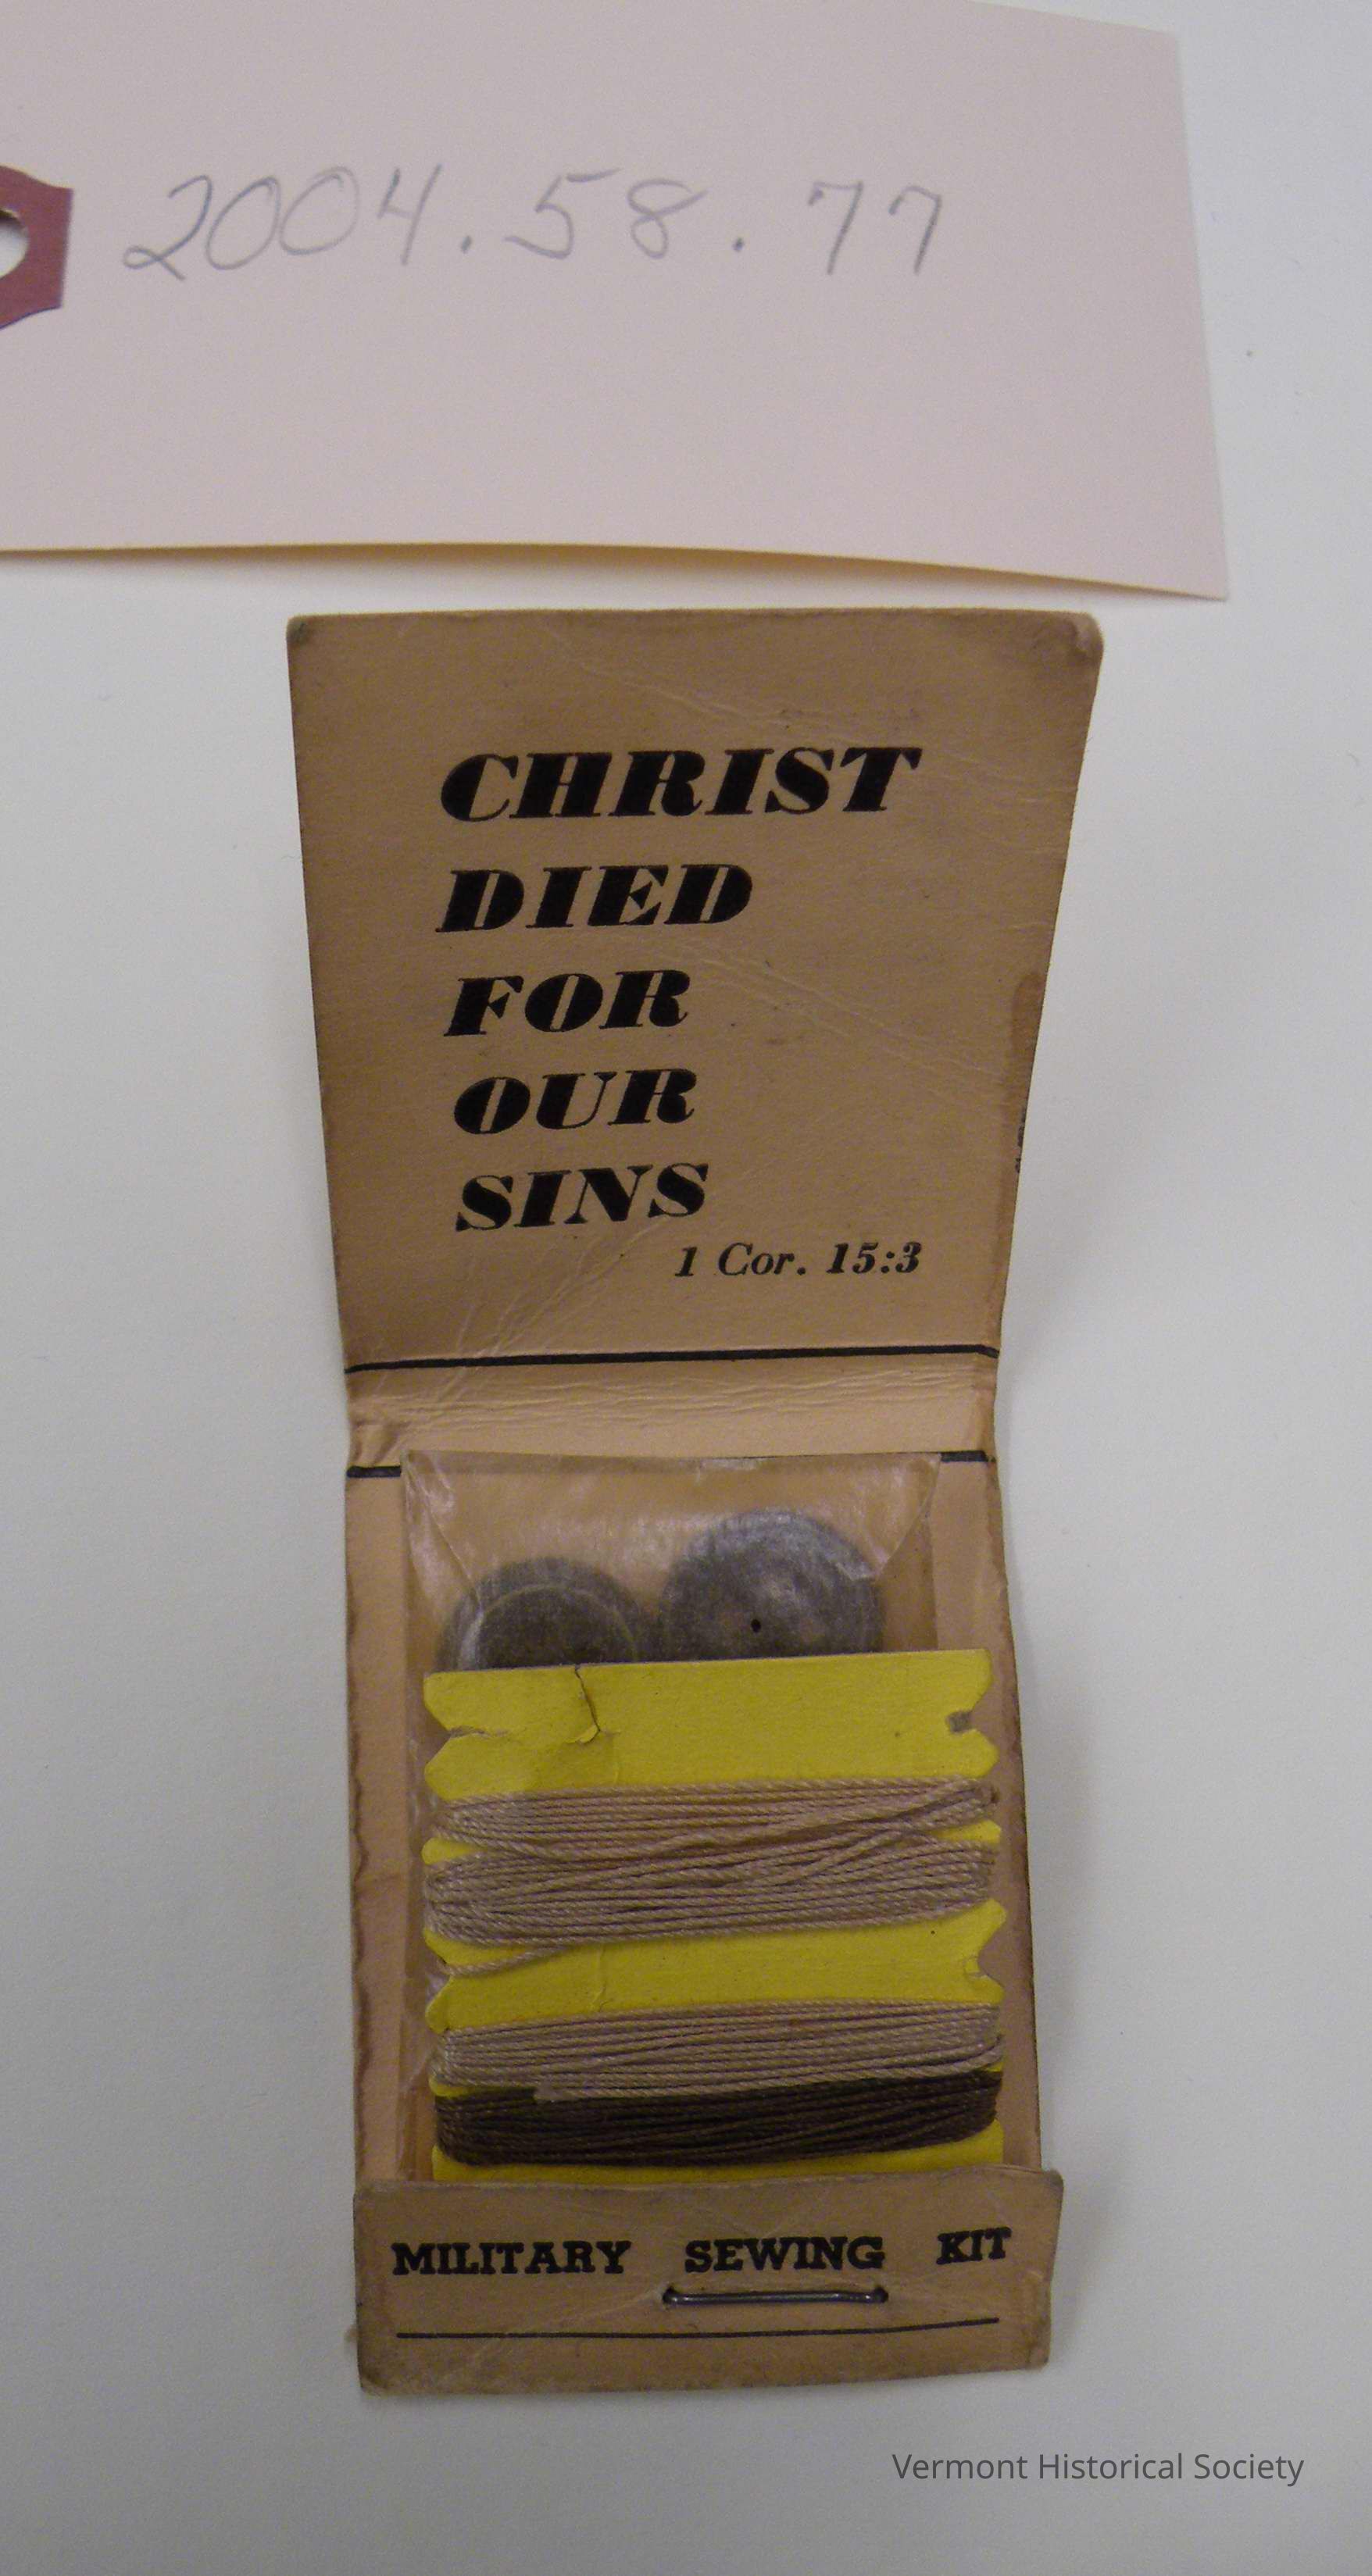 2004.58.77
CHRIST
DIED
FOR
OUR
SINS
1 Cor. 15:3
MILITARY SEWING KIT
Vermont Historical Society